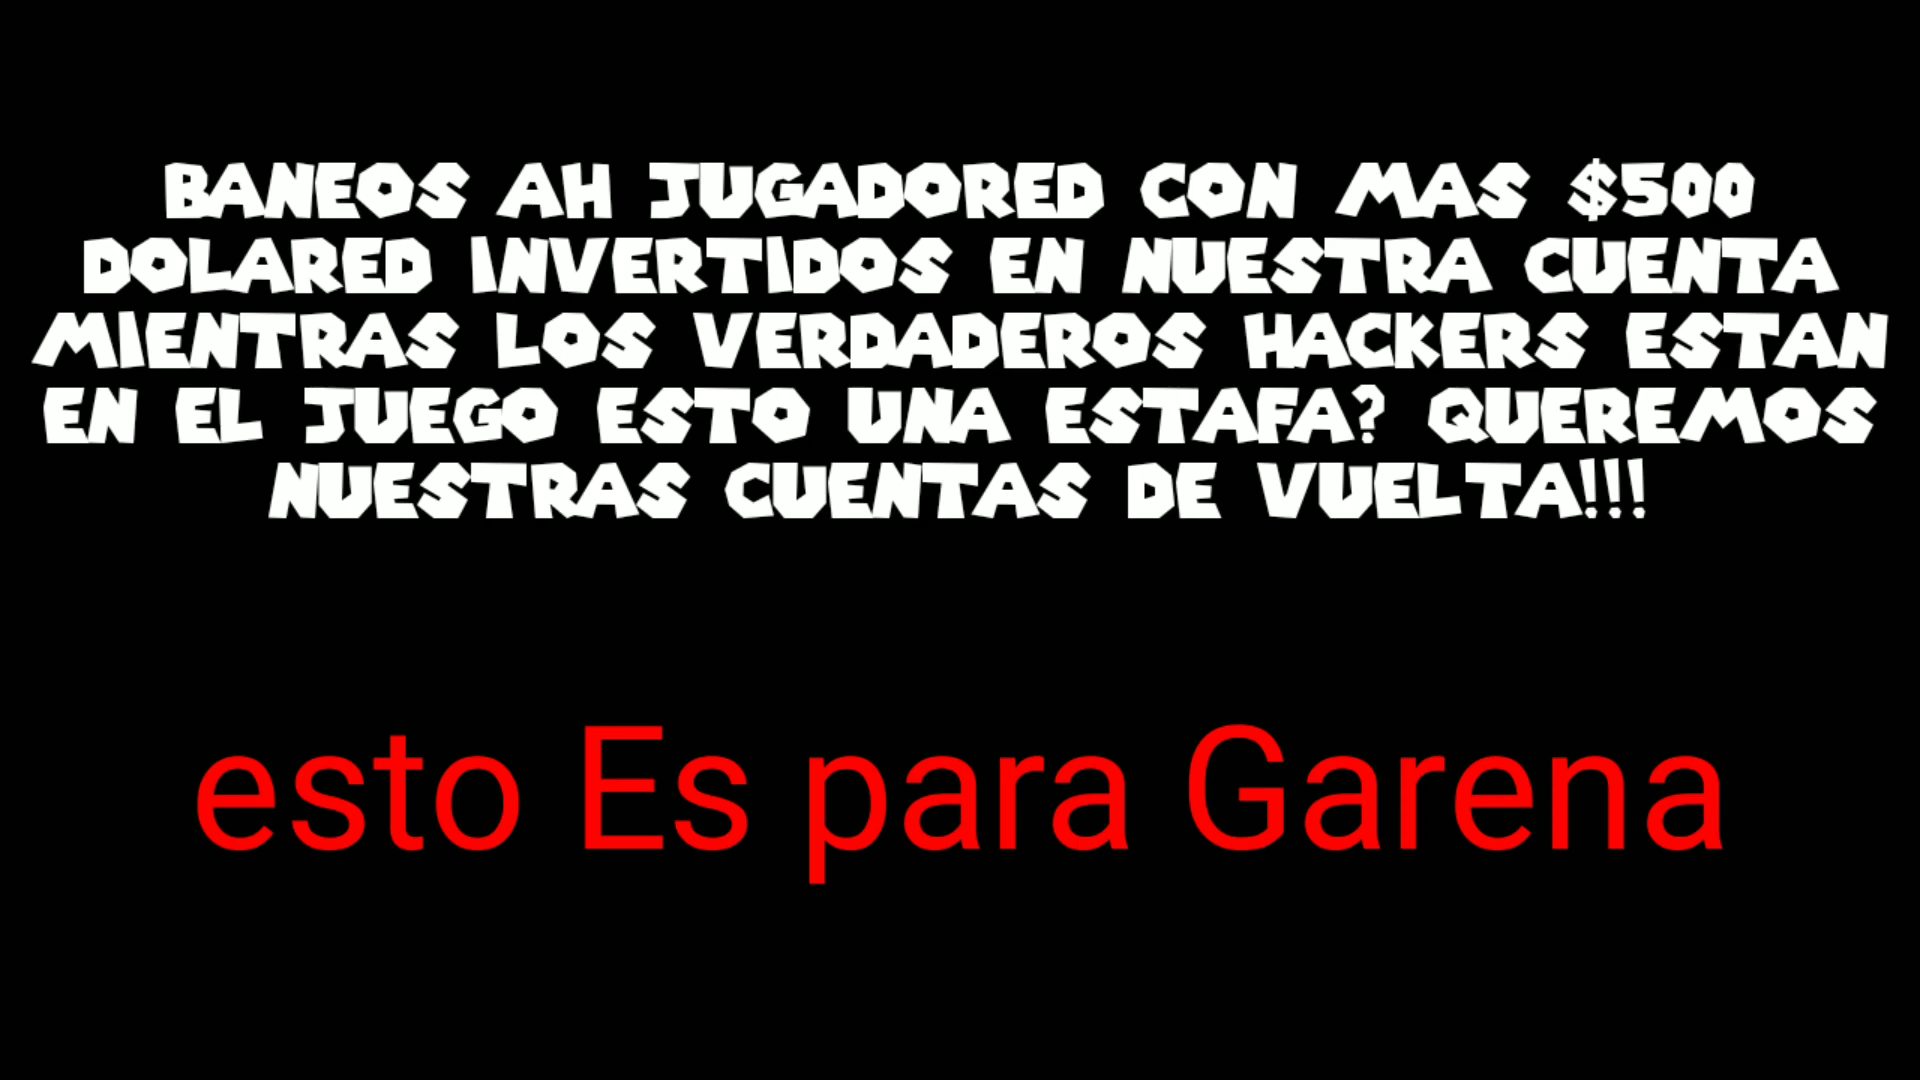 BANEOS AH JUGADORED CON MAS $500
DOLARED INVERTIDOS EN NUESTRA CUENTA
MIENTRAS LOS VERDADEROS HACKERS ESTAN
EN EL JUEGO ESTO UNA ESTAFA? QUEREMOS
NUESTRAS CUENTAS DE VUELTA!!!
esto Es para Garena